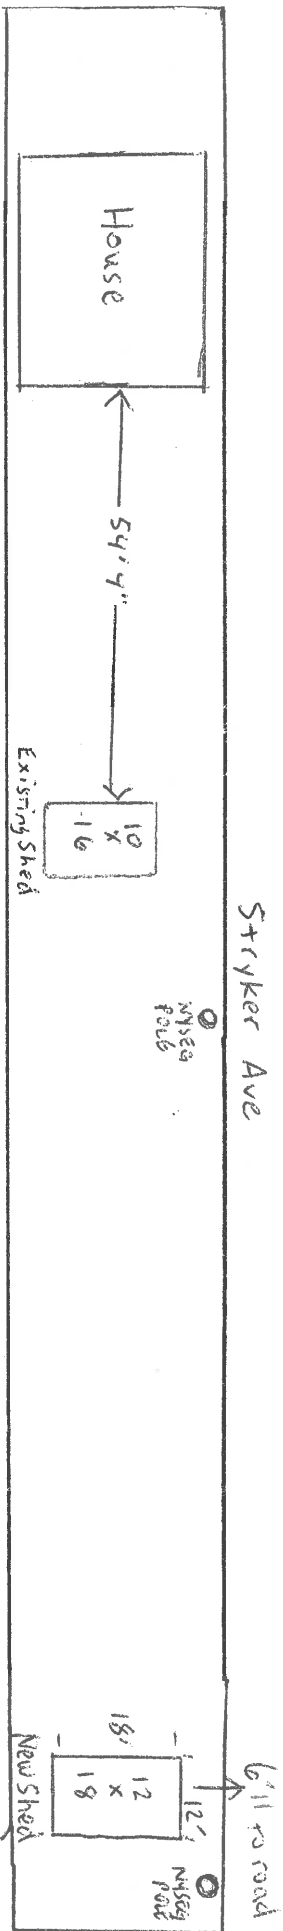 Stryker Ave
House
54'4"
10
x
16
Existing Shed
NYSEG
Pole
6'11 to road
18'
12'
12
x
18
New Shed
NYSEG
Pole